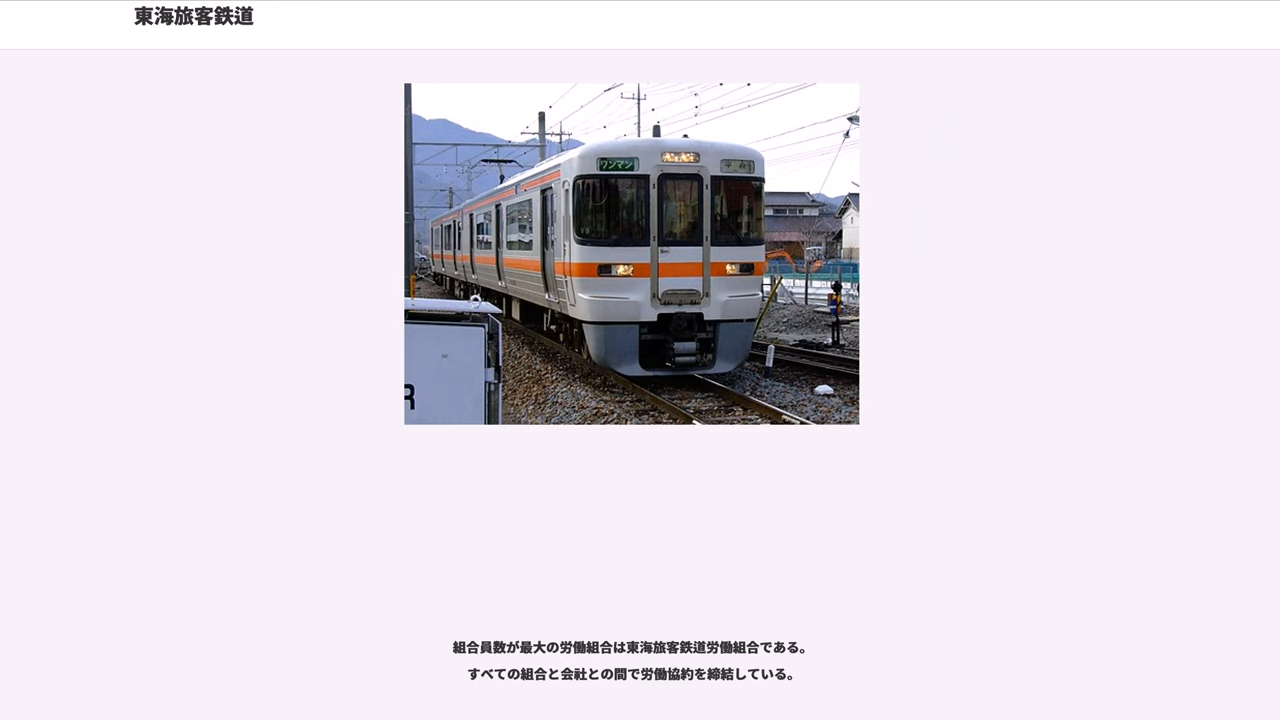 東海旅客鉄道
ワンマン
R
組合員数が最大の労働組合は東海旅客鉄道労働組合である。
すべての組合と会社との間で労働協約を締結している。